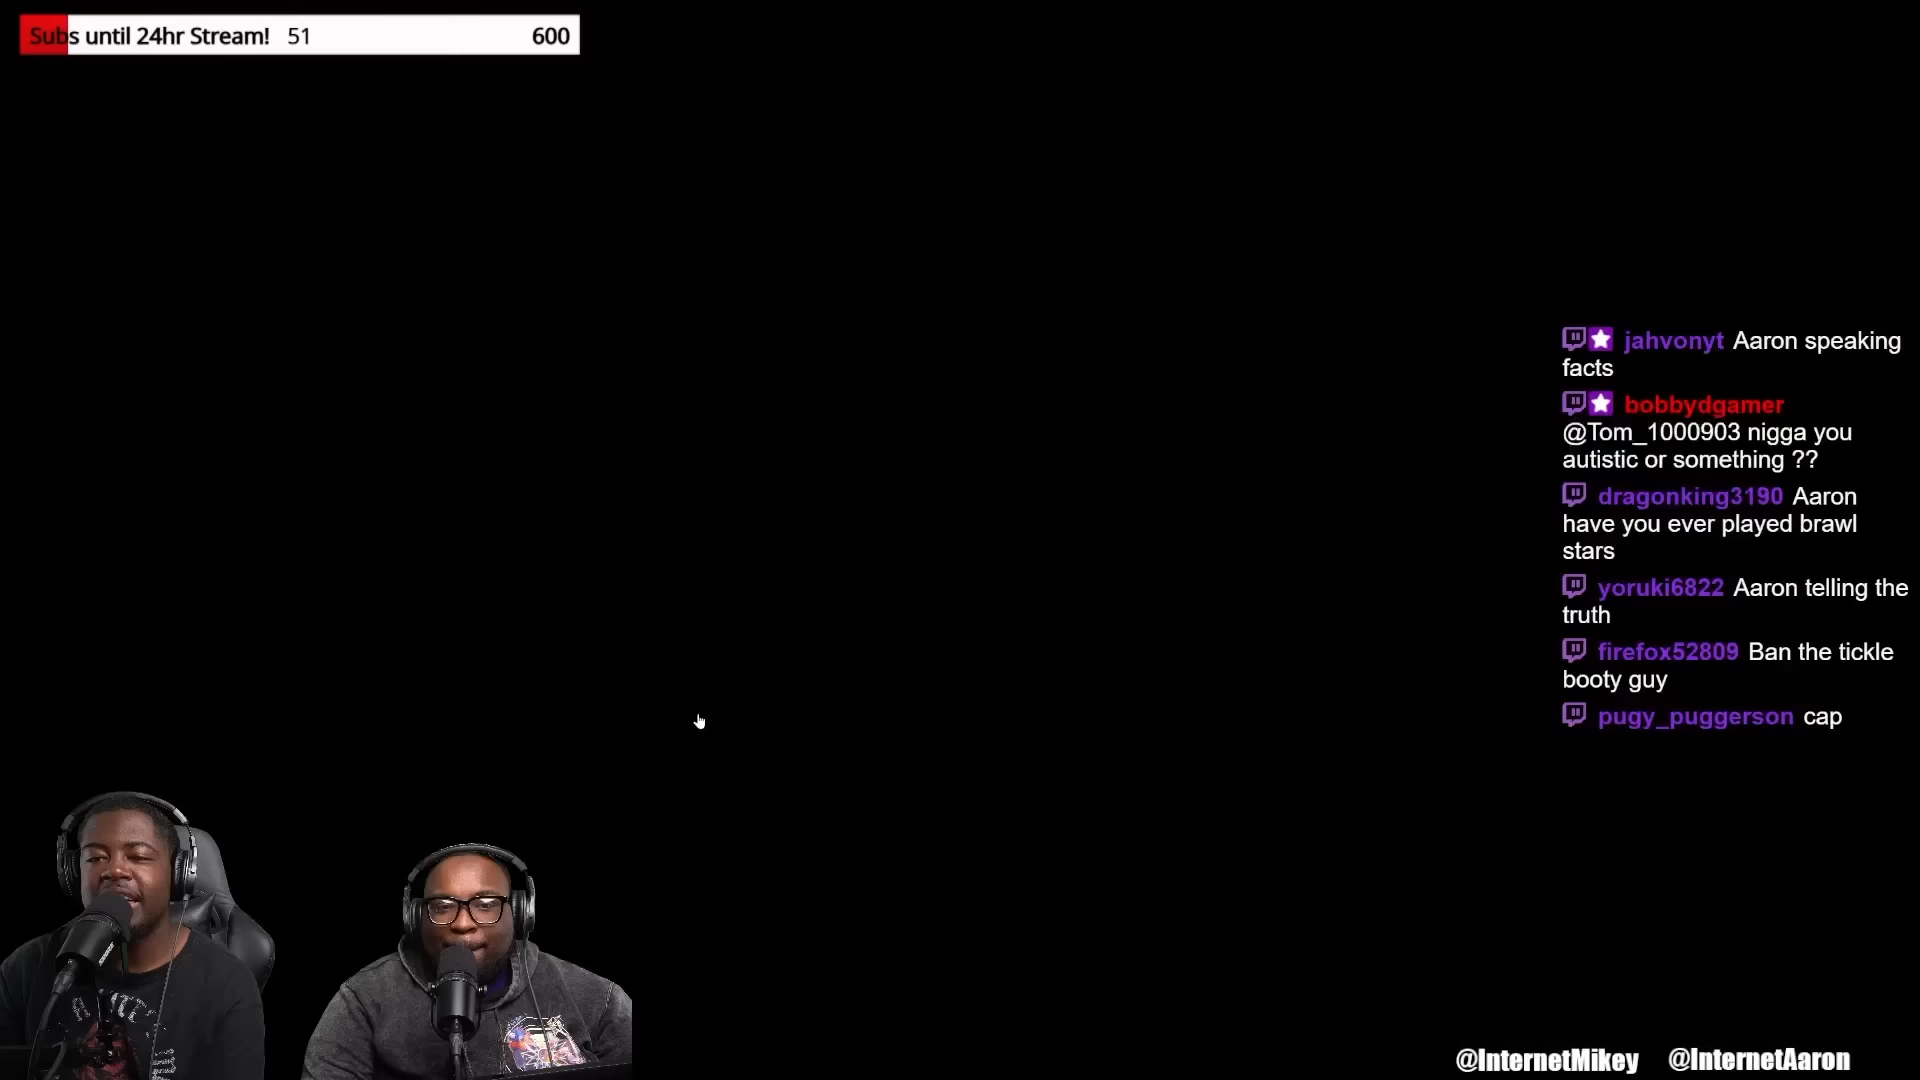 Subs until 24hr Stream! 51 600
jahvonyt Aaron speaking
facts
bobbydgamer
@Tom_1000903 nigga you
autistic or something ??
dragonking3190 Aaron
have you ever played brawl
stars
yoruki6822 Aaron telling the
truth
firefox52809 Ban the tickle
booty guy
pugy_puggerson cap
@InternetMikey @InternetAaron